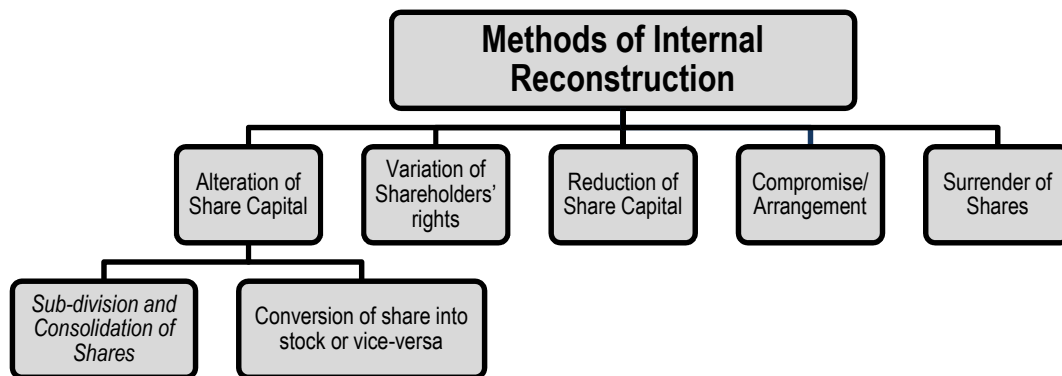 Methods of Internal
Reconstruction
Alteration of
Share Capital
Variation of
Shareholders'
rights
Reduction of
Share Capital
Compromise/
Arrangement
Surrender of
Shares
Sub-division and
Consolidation of
Shares
Conversion of share into
stock or vice-versa